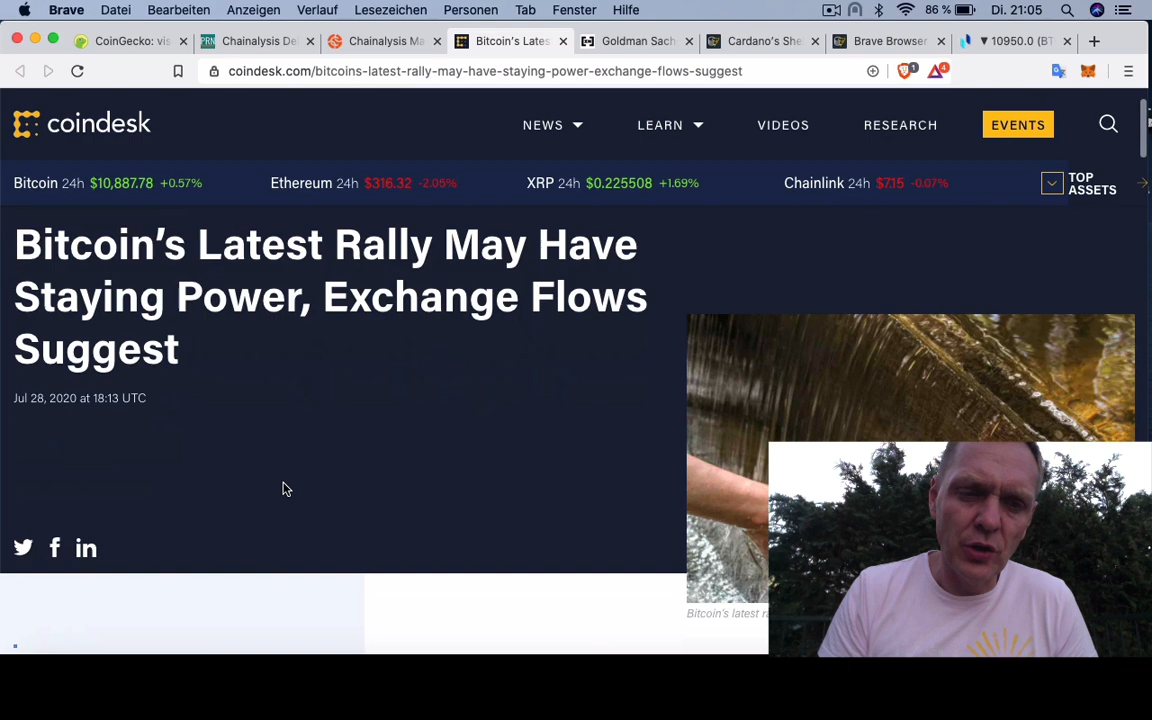 Brave Datei Bearbeiten Anzeigen Verlauf Lesezeichen Personen Tab Fenster Hilfe 86 % Di. 21:05
CoinGecko: vis Chainalysis De Chainalysis Ma Bitcoin's Lates Goldman Sach Cardano's She Brave Browser ▼10950.0 (BT
coindesk.com/bitcoins-latest-rally-may-have-staying-power-exchange-flows-suggest 1 4
coindesk NEWS LEARN VIDEOS RESEARCH EVENTS
Bitcoin 24h $10,887.78 +0.57% Ethereum 24h $316.32 -2.05% XRP 24h $0.225508 +1.69% Chainlink 24h $7.15 -0.07% TOP
ASSETS
Bitcoin's Latest Rally May Have
Staying Power, Exchange Flows
Suggest
Jul 28, 2020 at 18:13 UTC
Bitcoin's latest